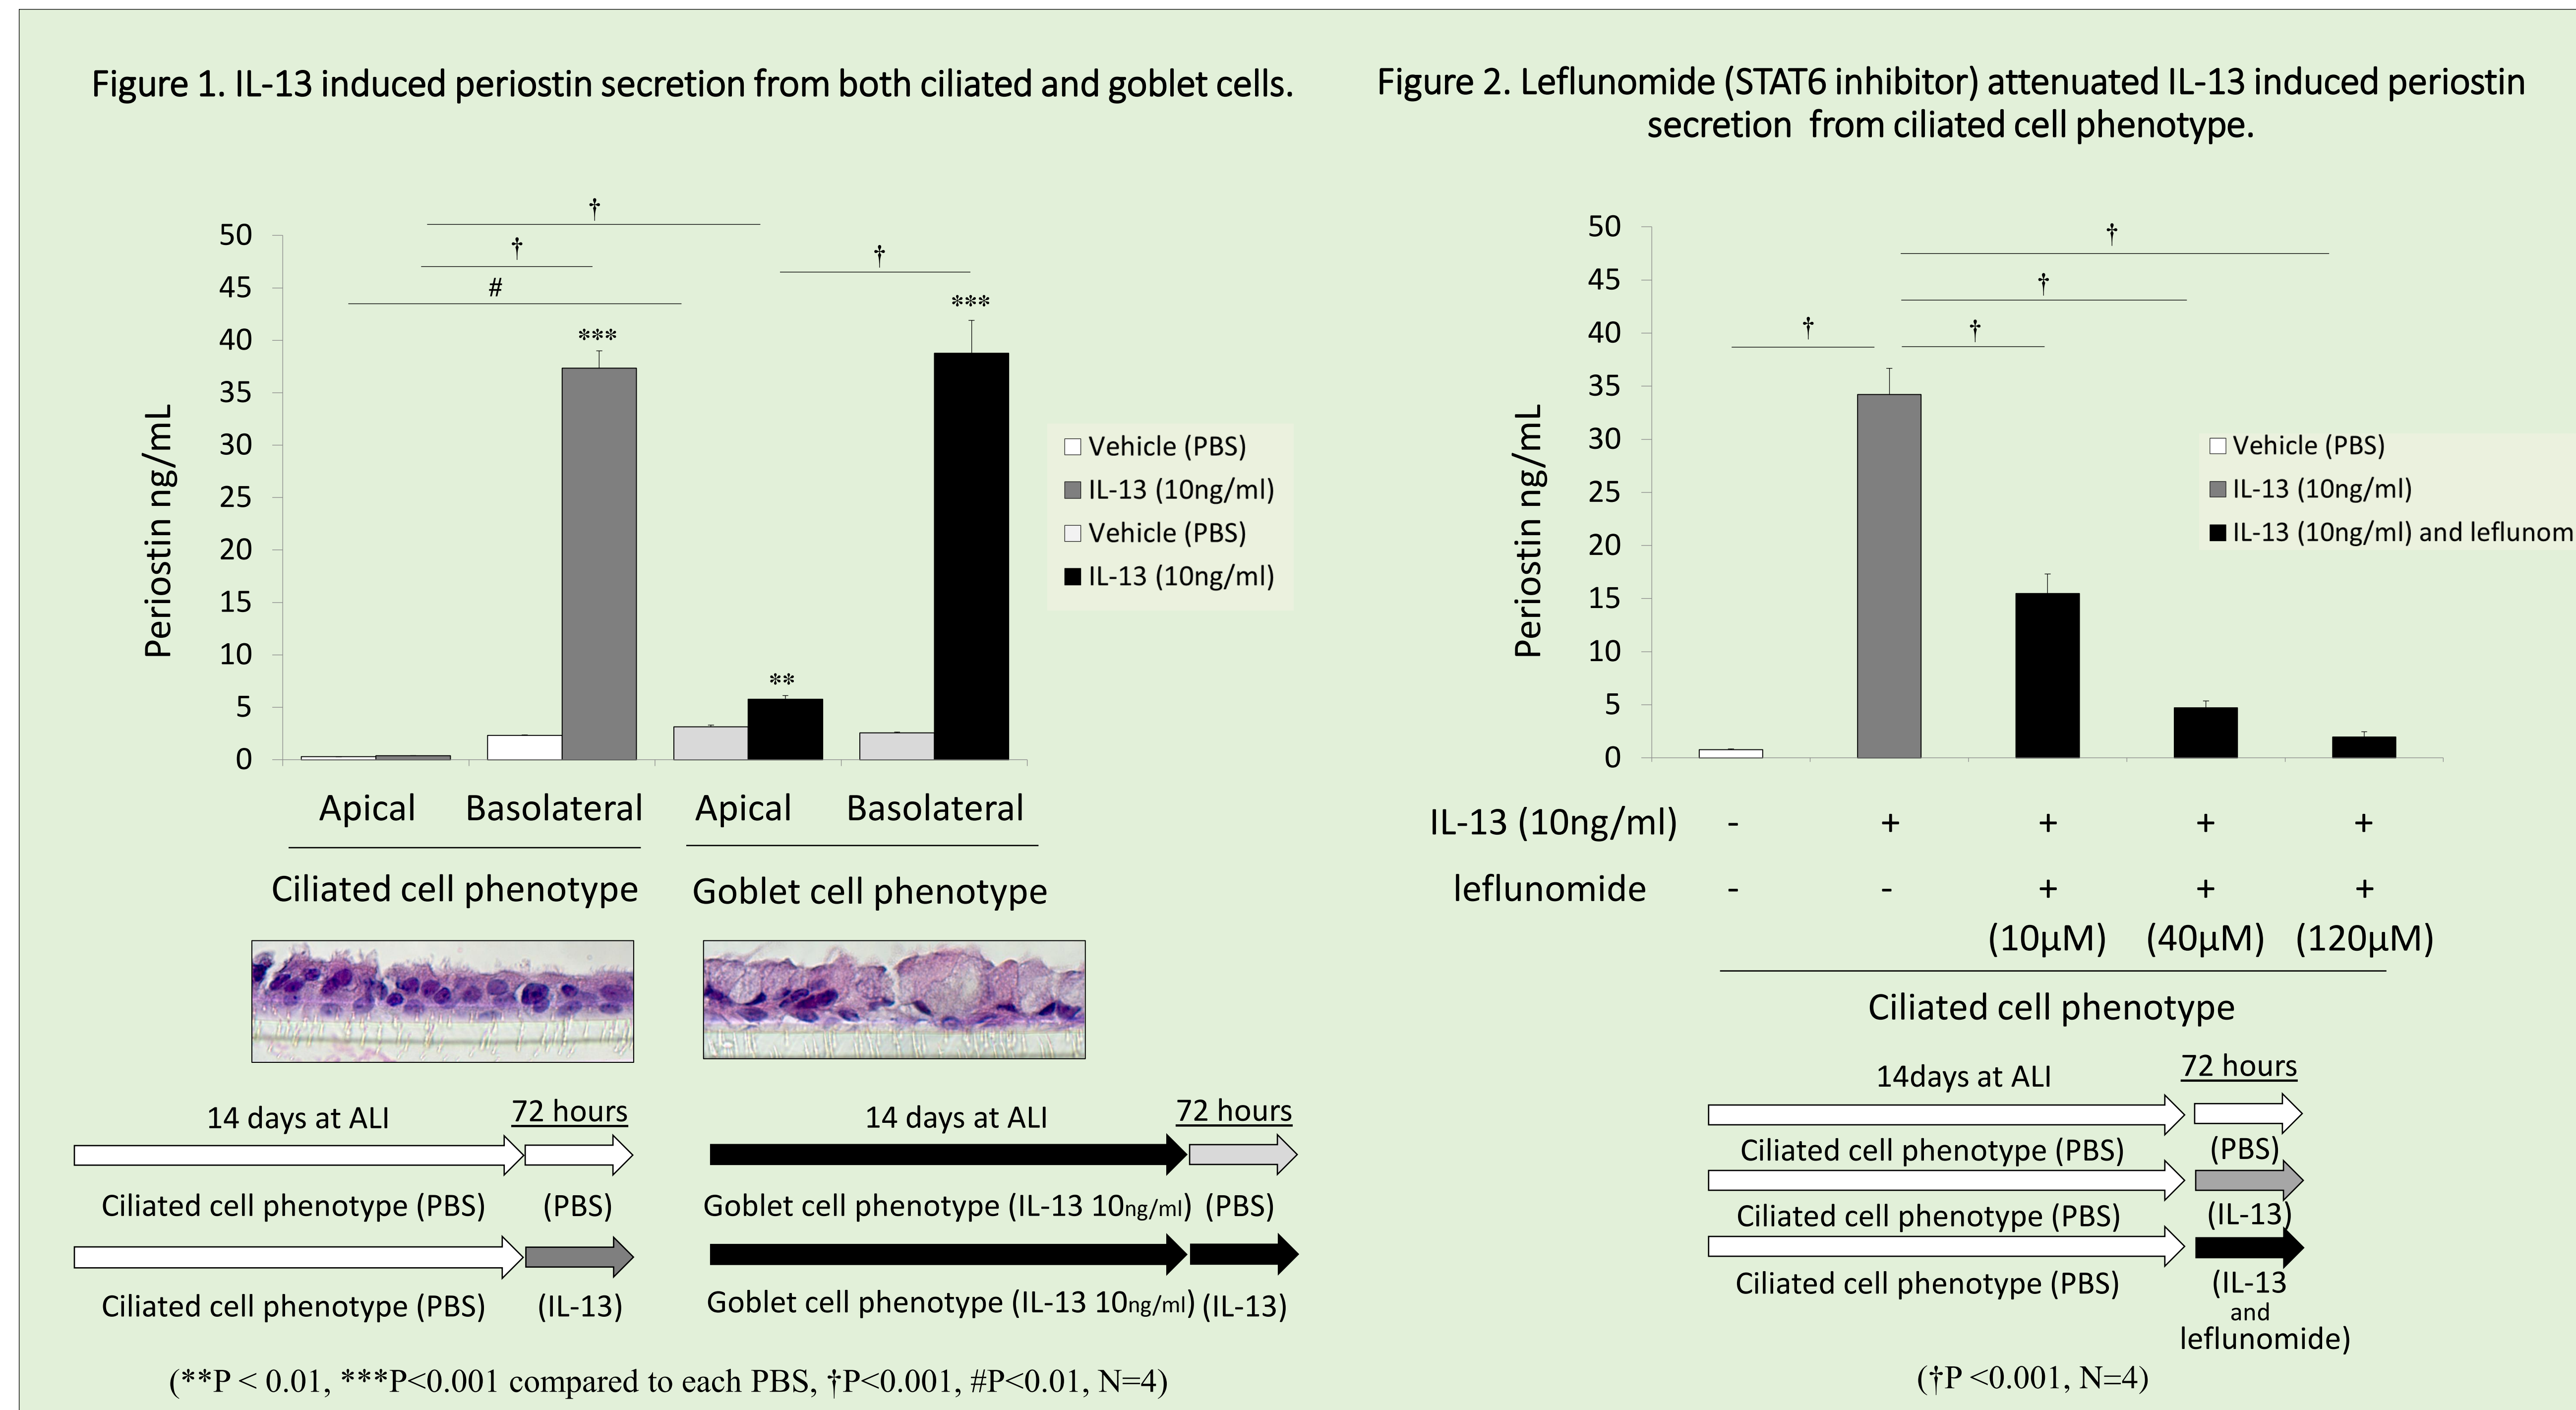 Figure 1. IL-13 induced periostin secretion from both ciliated and goblet cells.
†
†
†
#
***
***
**
50
45
40
35
30
25
20
15
10
5
0
Periostin ng/mL
Vehicle (PBS)
IL-13 (10ng/ml)
Vehicle (PBS)
IL-13 (10ng/ml)
Apical Basolateral Apical Basolateral
Ciliated cell phenotype Goblet cell phenotype
14 days at ALI 72 hours 14 days at ALI 72 hours
Ciliated cell phenotype (PBS) (PBS) Goblet cell phenotype (IL-13 10ng/ml) (PBS)
Ciliated cell phenotype (PBS) (IL-13) Goblet cell phenotype (IL-13 10ng/ml) (IL-13)
(**P < 0.01, ***P<0.001 compared to each PBS, †P<0.001, #P<0.01, N=4)
Figure 2. Leflunomide (STAT6 inhibitor) attenuated IL-13 induced periostin
secretion from ciliated cell phenotype.
†
†
† †
50
45
40
35
30
25
20
15
10
5
0
Periostin ng/mL
Vehicle (PBS)
IL-13 (10ng/ml)
IL-13 (10ng/ml) and leflunom
IL-13 (10ng/ml) - + + + +
leflunomide - - + + +
(10µM) (40µM) (120µM)
Ciliated cell phenotype
14days at ALI 72 hours
Ciliated cell phenotype (PBS) (PBS)
Ciliated cell phenotype (PBS) (IL-13)
Ciliated cell phenotype (PBS) (IL-13
and
leflunomide)
(†P <0.001, N=4)